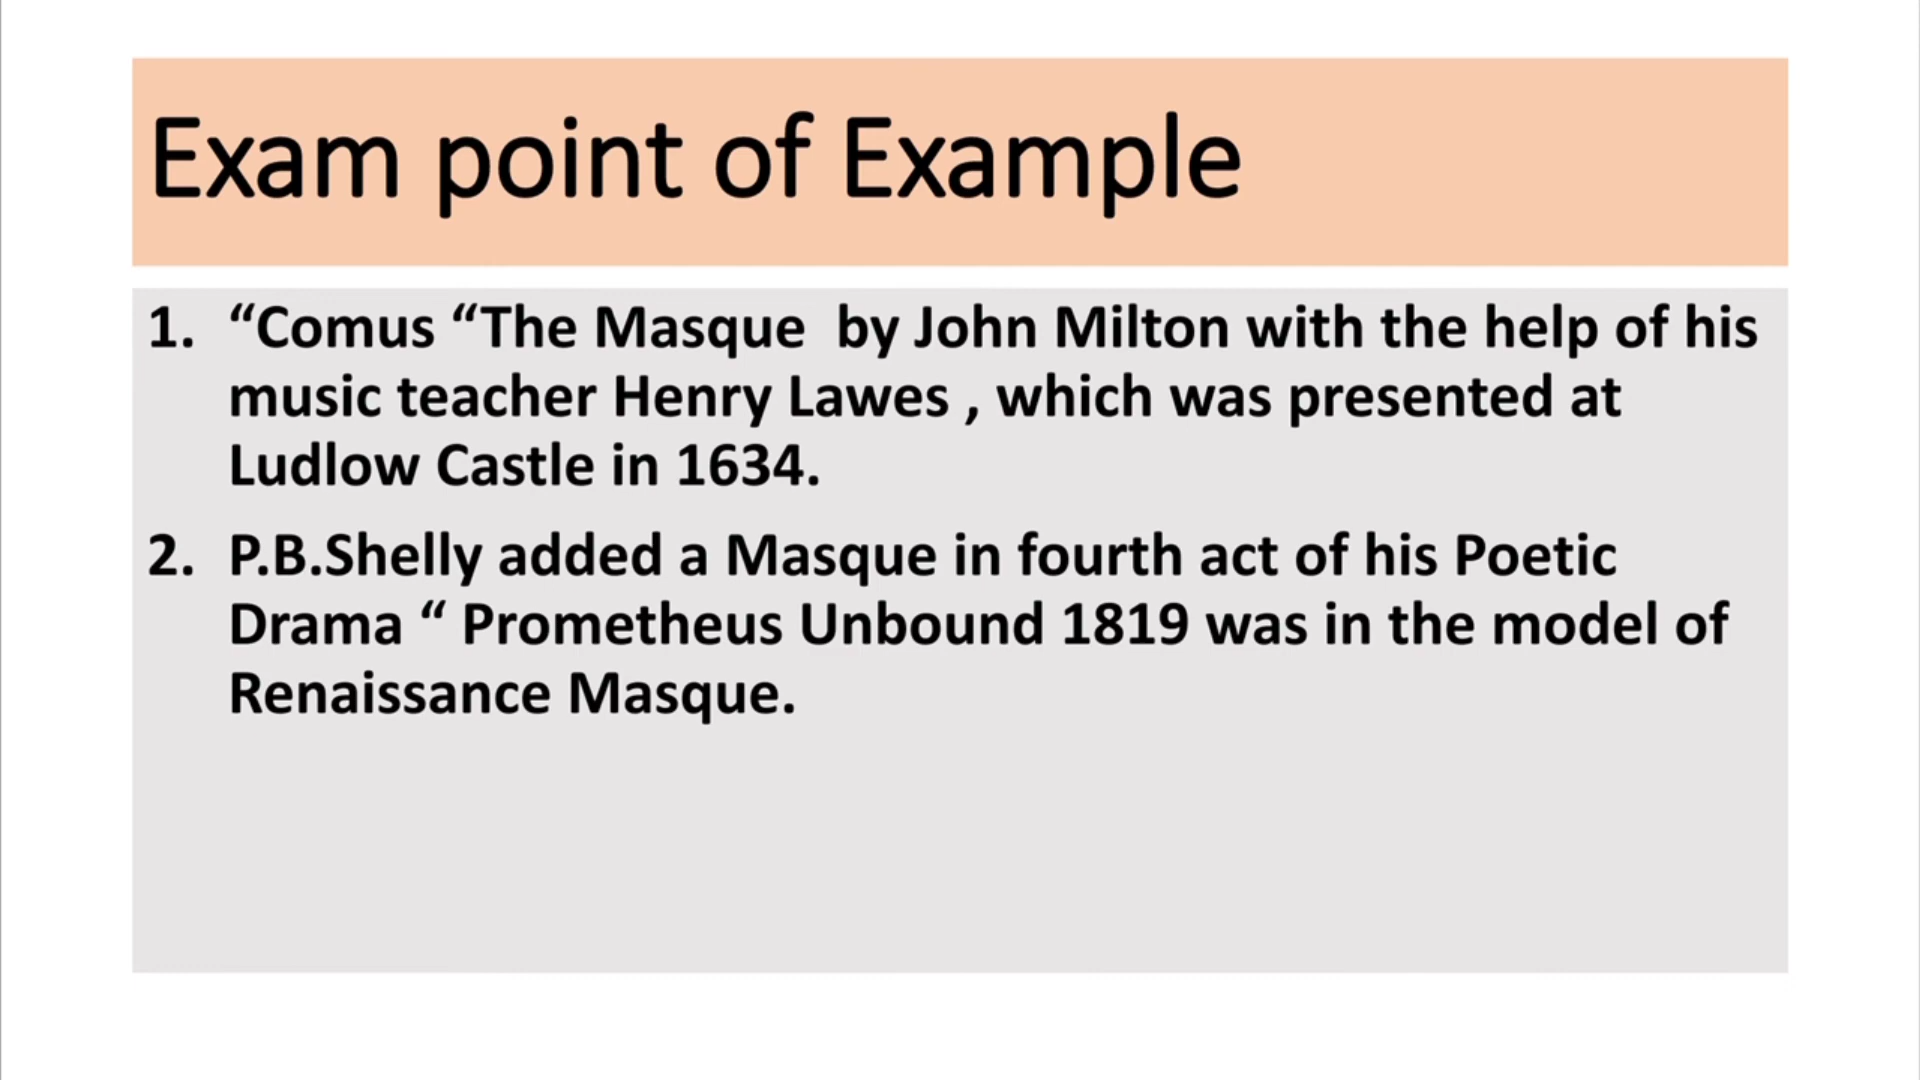 Exam point of Example
1. “Comus “The Masque by John Milton with the help of his
music teacher Henry Lawes , which was presented at
Ludlow Castle in 1634.
2. P.B.Shelly added a Masque in fourth act of his Poetic
Drama “ Prometheus Unbound 1819 was in the model of
Renaissance Masque.